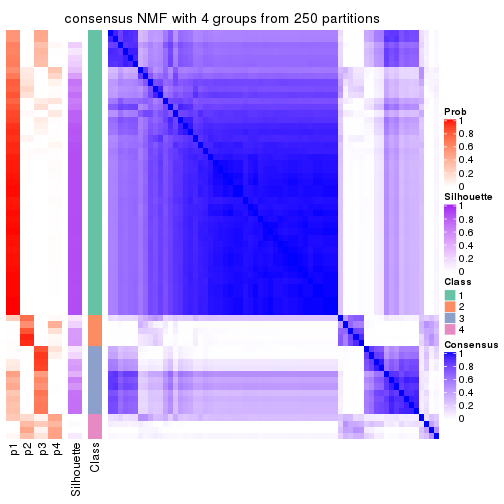 consensus NMF with 4 groups from 250 partitions
Prob
1
0.8
0.6
0.4
0.2
0
Silhouette
1
0.8
0.6
0.4
0.2
0
Class
1
2
3
4
Consensus
1
0.8
0.6
0.4
0.2
0
p1
p2
p3
p4
Silhouette
Class